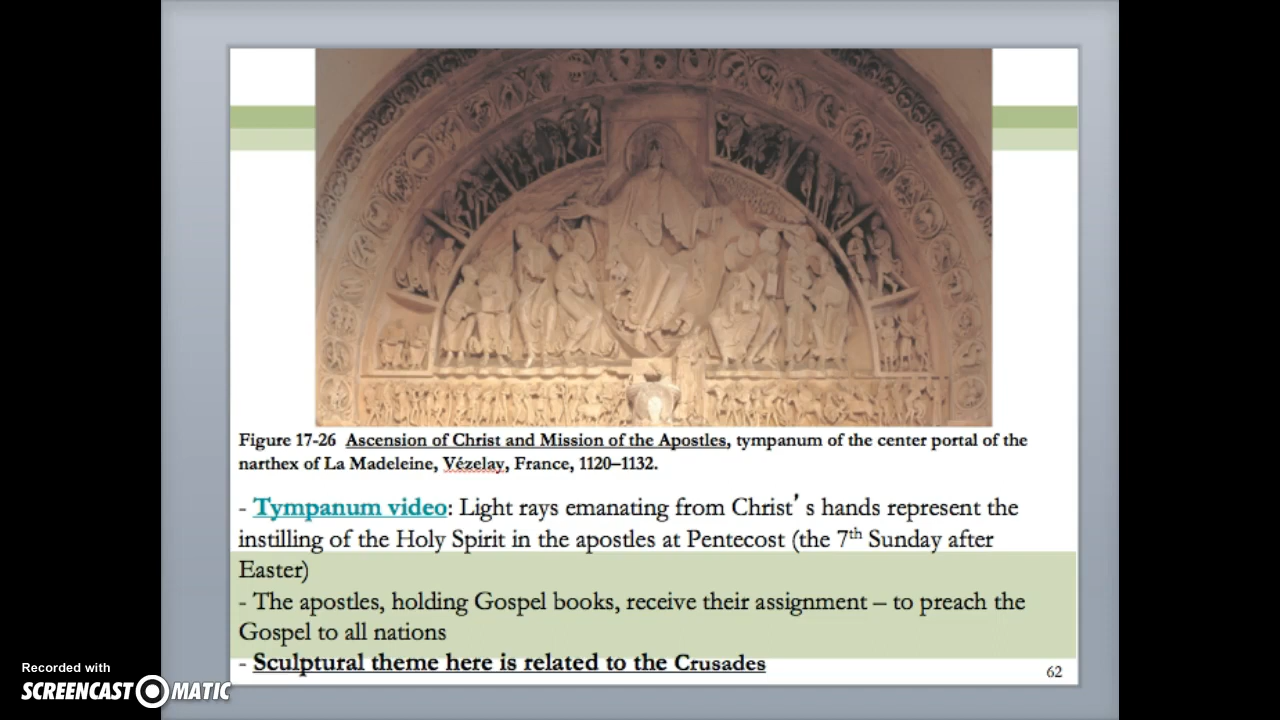 Figure 17-26 Ascension of Christ and Mission of the Apostles, tympanum of the center portal of the
narthex of La Madeleine, Vézelay, France, 1120–1132.
- Tympanum video: Light rays emanating from Christ’ s hands represent the
instilling of the Holy Spirit in the apostles at Pentecost (the 7th Sunday after
Easter)
- The apostles, holding Gospel books, receive their assignment – to preach the
Gospel to all nations
- Sculptural theme here is related to the Crusades
62
Recorded with
SCREENCAST MATIC